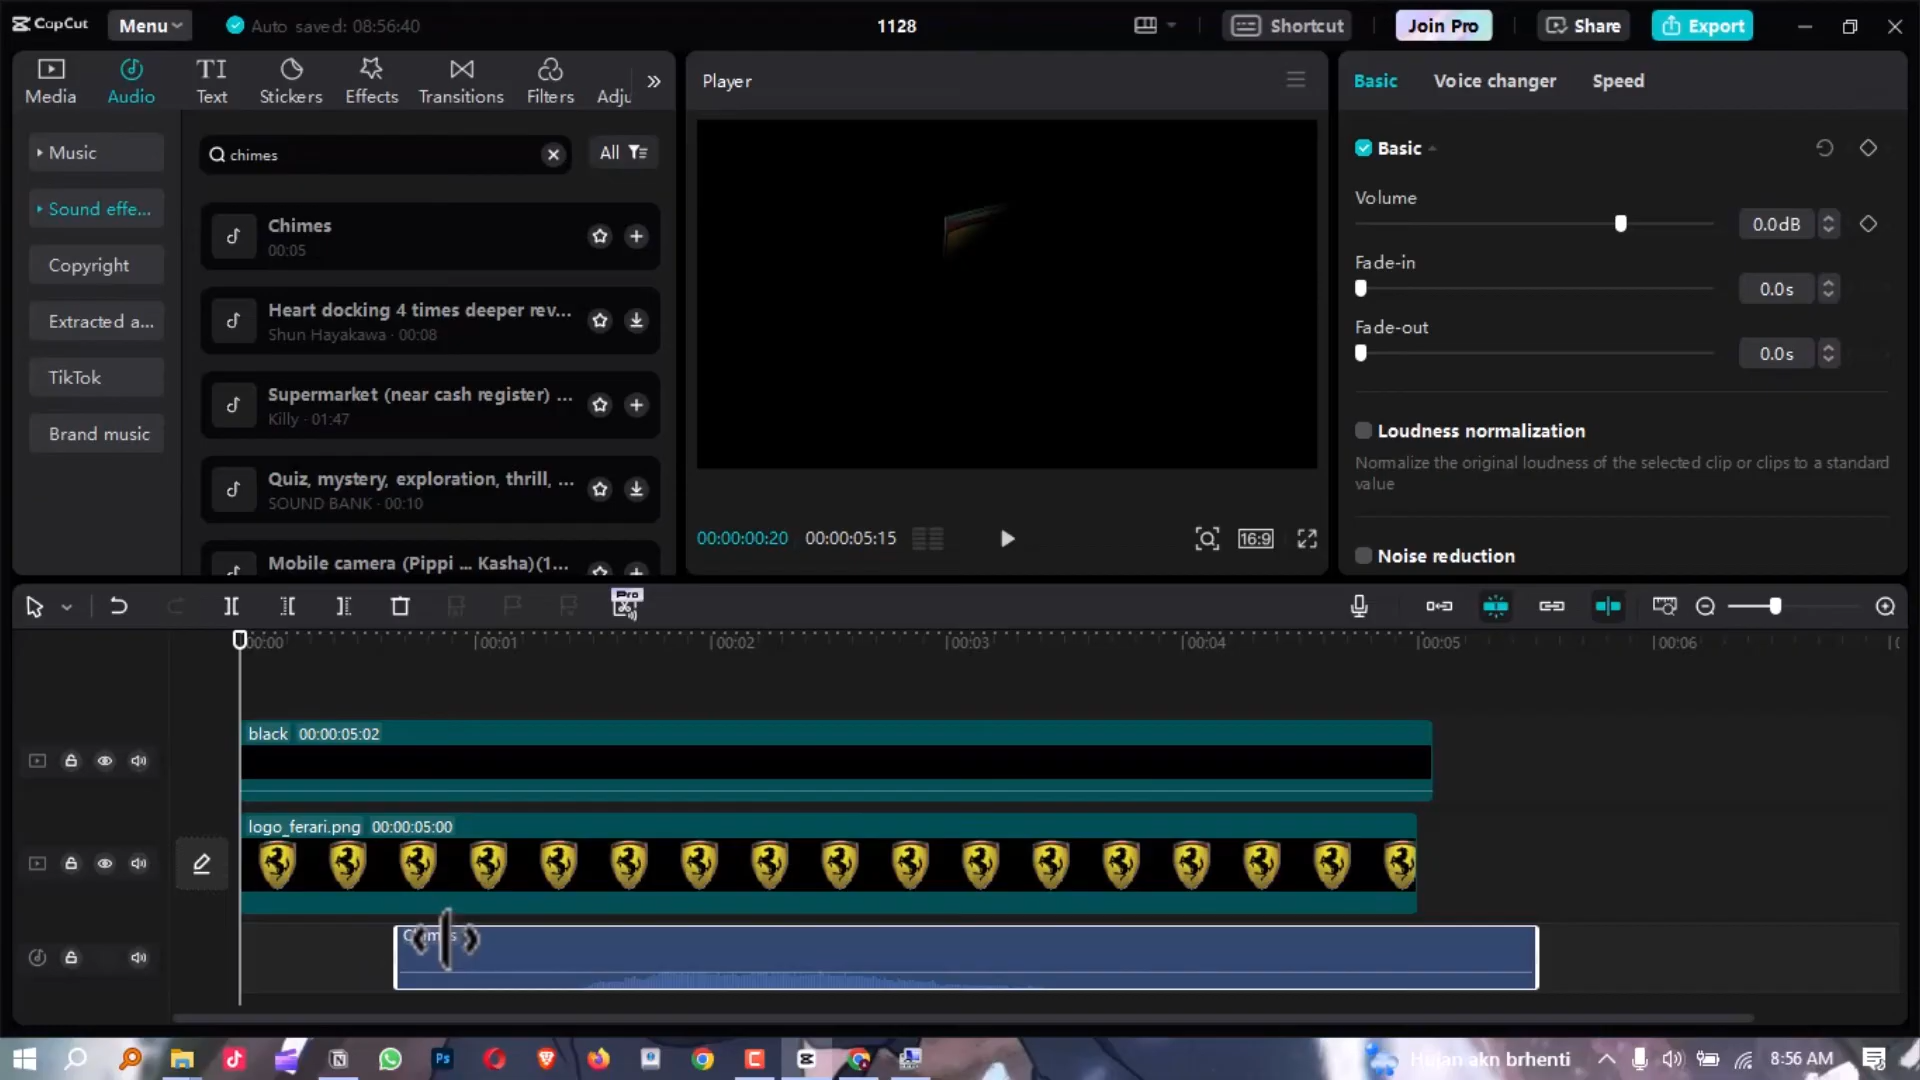 CapCut
Menu
Auto saved: 08:56:40
1128
Shortcut
Join Pro
Share
Export
Media
Audio
TI
Text
Stickers
Effects
Transitions
Filters
Adju
Player
Basic
Voice changer
Speed
Music
Sound effe...
Copyright
Extracted a...
TikTok
Brand music
chimes
All
Chimes
00:05
Heart docking 4 times deeper rev...
Shun Hayakawa · 00:08
Supermarket (near cash register) ...
Killy · 01:47
Quiz, mystery, exploration, thrill, ...
SOUND BANK · 00:10
Mobile camera (Pippi ... Kasha)(1...
00:00:00:20
00:00:05:15
16:9
Basic
Volume
0.0dB
Fade-in
0.0s
Fade-out
0.0s
Loudness normalization
Normalize the original loudness of the selected clip or clips to a standard
value
Noise reduction
Pro
00:00
00:01
00:02
00:03
00:04
00:05
00:06
black 00:00:05:02
logo_ferari.png 00:00:05:00
Ps
Hujan akn brhenti
8:56 AM